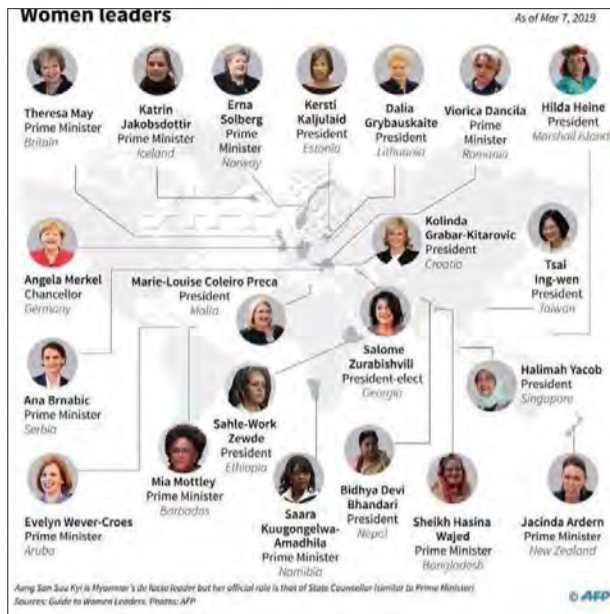 Women leaders
As of Mar 7, 2019
Theresa May
Prime Minister
Britain
Katrin
Jakobsdottir
Prime Minister
Iceland
Erna
Solberg
Prime
Minister
Norway
Kersti
Kaljulaid
President
Estonia
Dalia
Grybauskaite
President
Lithuania
Viorica Dancila
Prime
Minister
Romania
Hilda Heine
President
Marshall Island
Angela Merkel
Chancellor
Germany
Marie-Louise Coleiro Preca
President
Malta
Kolinda
Grabar-Kitarovic
President
Croatia
Tsai
Ing-wen
President
Taiwan
Ana Brnabic
Prime Minister
Serbia
Salome
Zurabishvili
President-elect
Georgia
Halimah Yacob
President
Singapore
Sahle-Work
Zewde
President
Ethiopia
Evelyn Wever-Croes
Prime Minister
Aruba
Mia Mottley
Prime Minister
Barbados
Saara
Kuugongelwa-
Amadhila
Prime Minister
Namibia
Bidhya Devi
Bhandari
President
Nepal
Sheikh Hasina
Wajed
Prime Minister
Bangladesh
Jacinda Ardern
Prime Minister
New Zealand
Aung San Suu Kyi is Myanmar's de facto leader but her official role is that of State Counsellor (similar to Prime Minister)
Sources: Guide to Women Leaders. Photos: AFP
© AFP